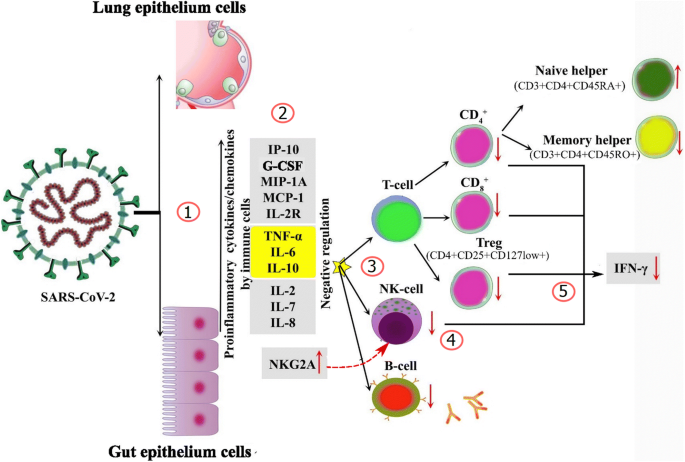 Lung epithelium cells
SARS-CoV-2
1
Gut epithelium cells
Proinflammatory cytokines/chemokines
by immune cells
2
IP-10
G-CSF
MIP-1A
MCP-1
IL-2R
TNF-α
IL-6
IL-10
IL-2
IL-7
IL-8
NKG2A
Negative regulation
3
T-cell
NK-cell
4
B-cell
CD4+
CD8+
Treg
(CD4+CD25+CD127low+)
Naive helper
(CD3+CD4+CD45RA+)
Memory helper
(CD3+CD4+CD45RO+)
5
IFN-γ